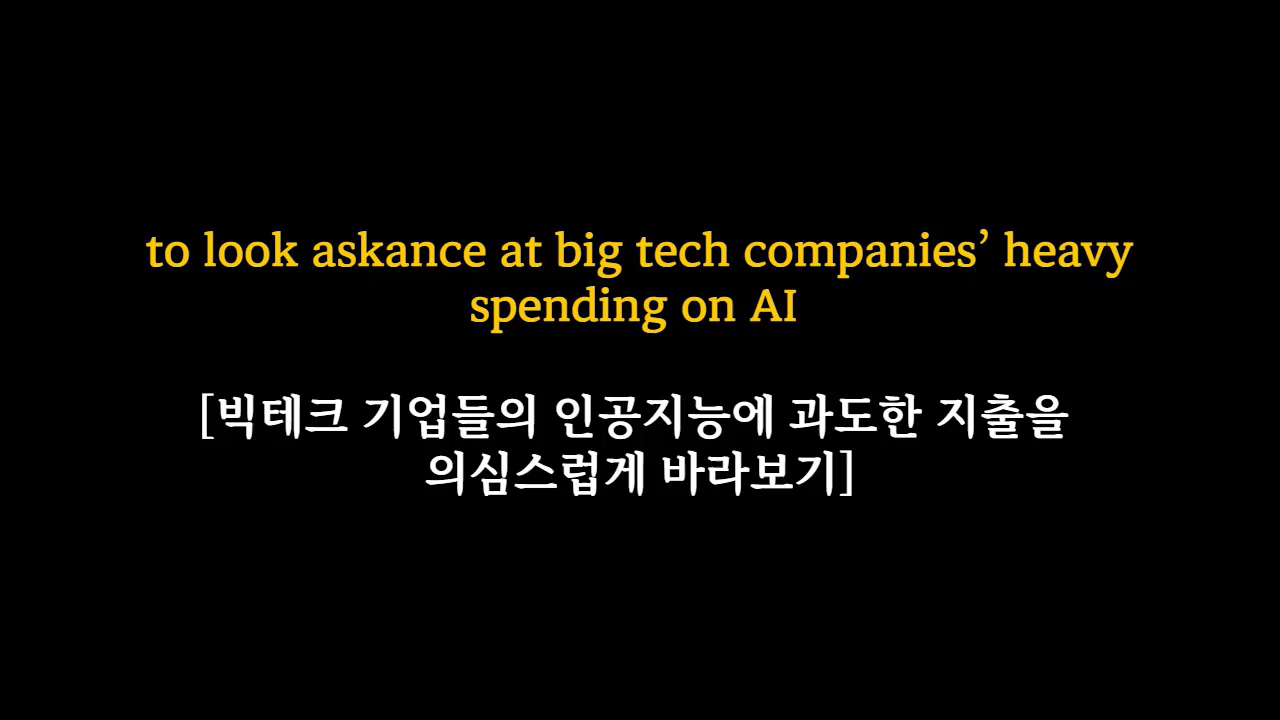 to look askance at big tech companies’ heavy
spending on AI
[빅테크 기업들의 인공지능에 과도한 지출을
의심스럽게 바라보기]